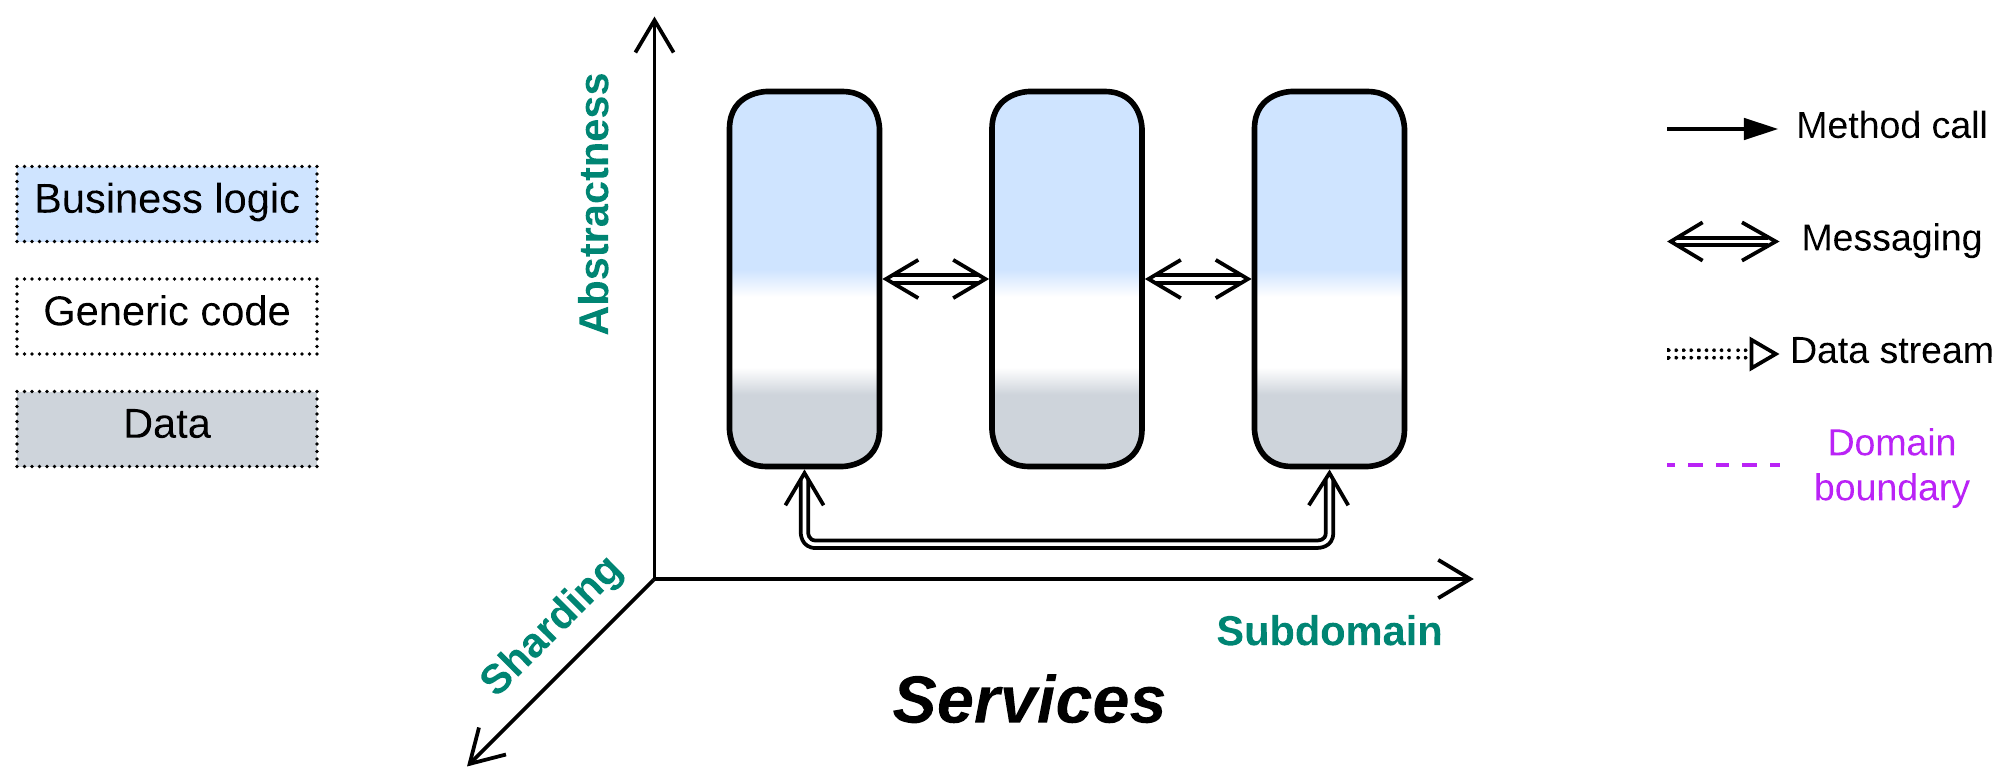 Business logic
Generic code
Data
Abstractness
Sharding
Subdomain
Services
Method call
Messaging
Data stream
Domain
boundary